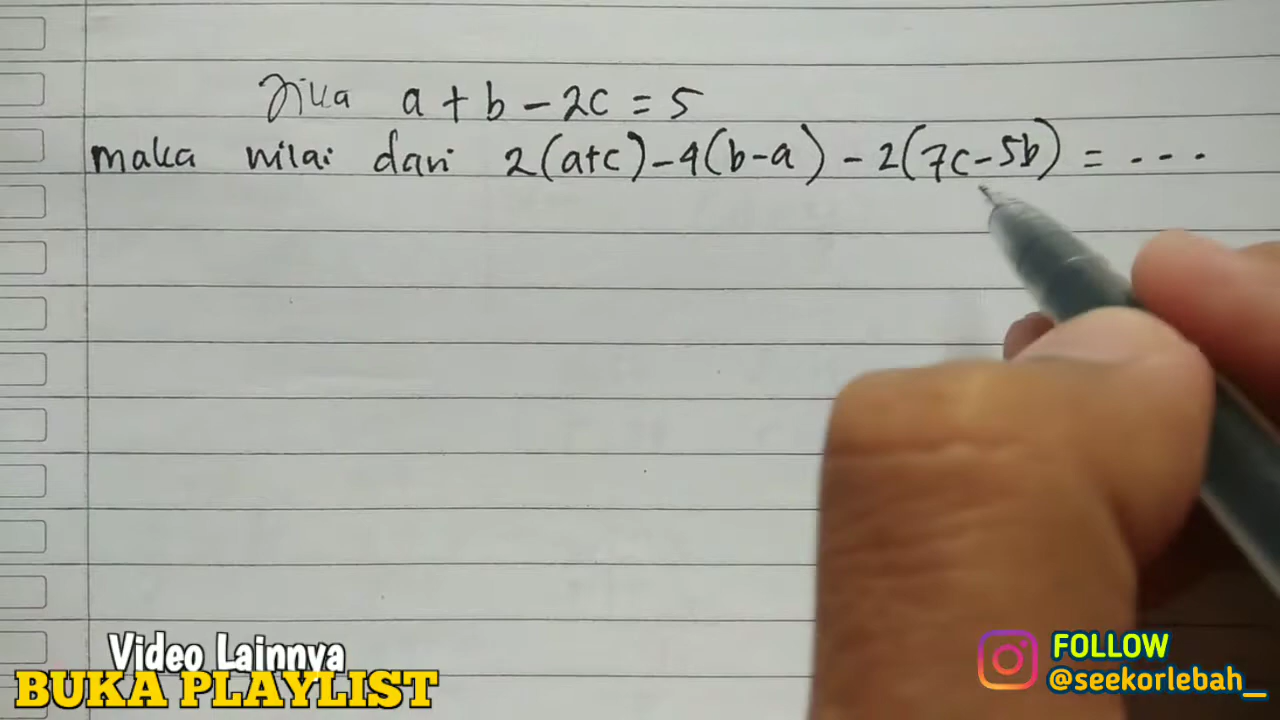 Jika a + b - 2c = 5
maka nilai dari 2(a+c) - 4(b-a) - 2(7c-5b) = ...
Video Lainnya
BUKA PLAYLIST
FOLLOW
@seekorlebah_